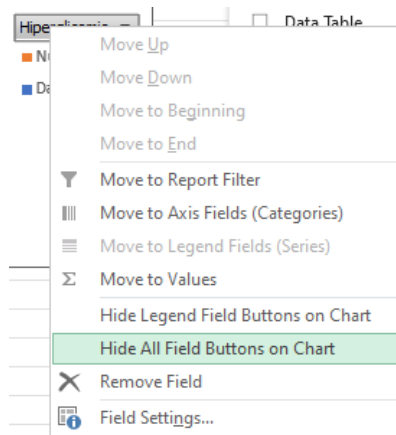 Data Table
Move Up
Move Down
Move to Beginning
Move to End
Move to Report Filter
Move to Axis Fields (Categories)
Move to Legend Fields (Series)
Σ Move to Values
Hide Legend Field Buttons on Chart
Hide All Field Buttons on Chart
Remove Field
Field Settings...